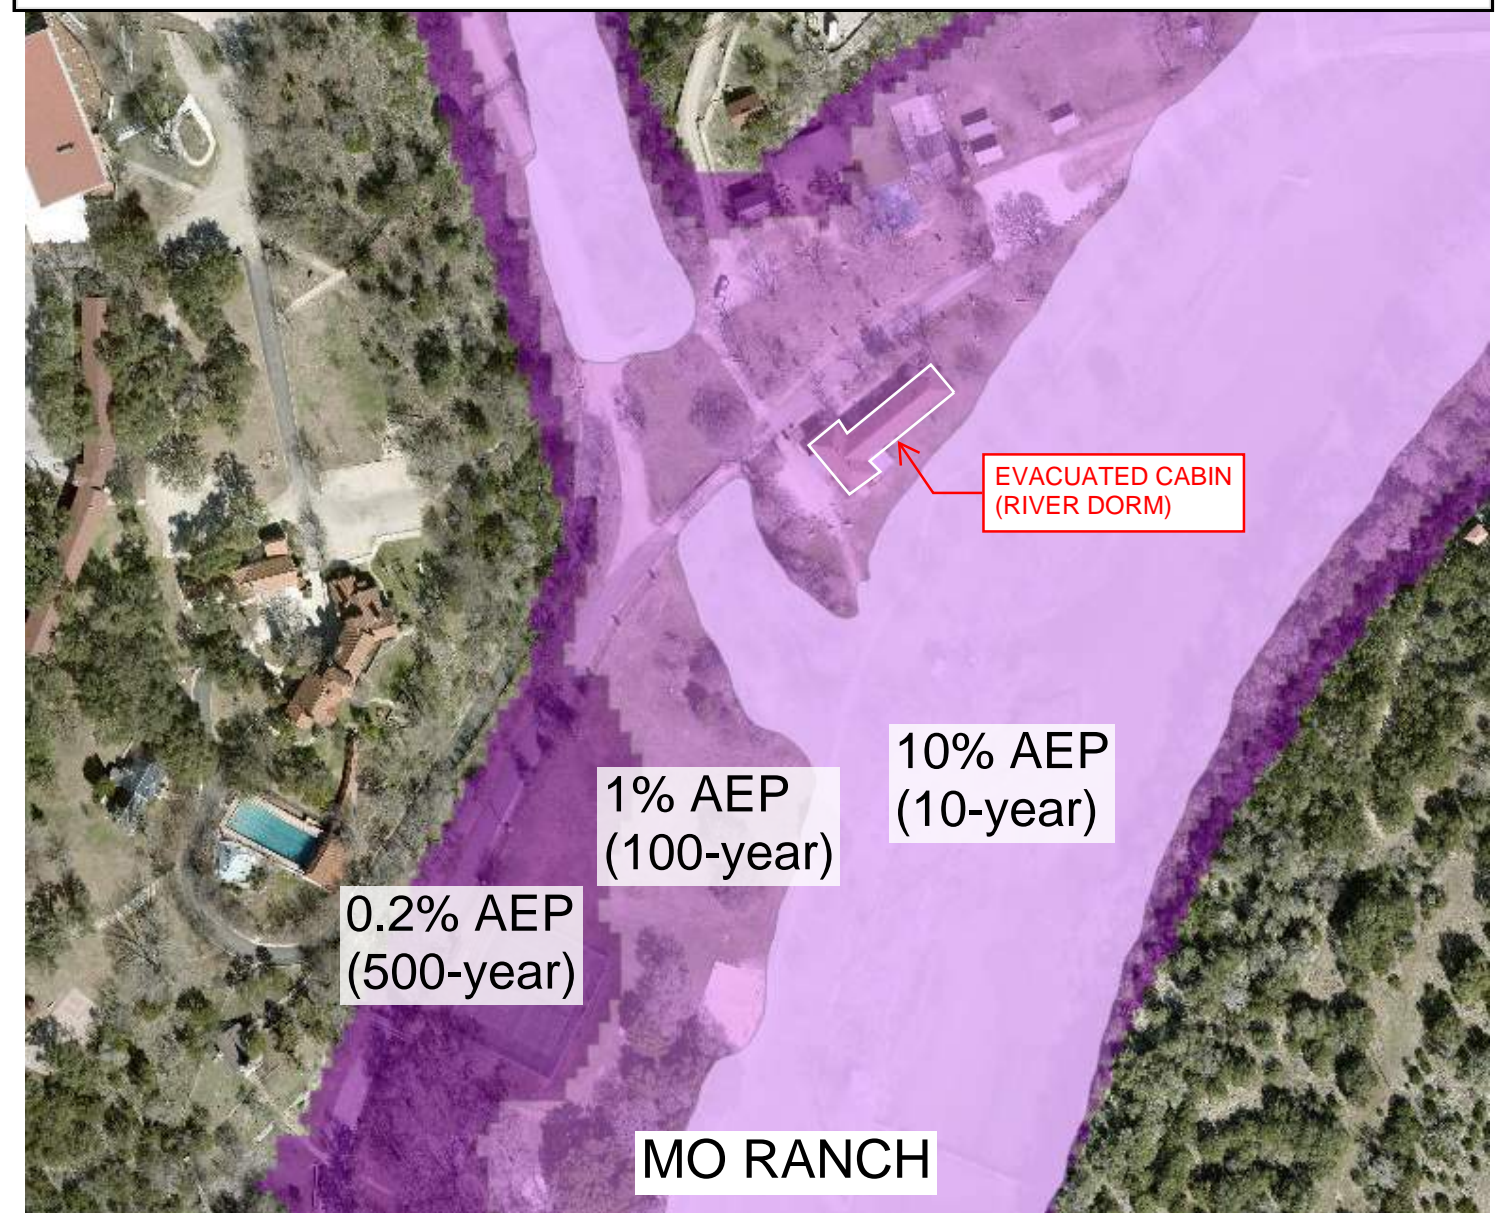 EVACUATED CABIN
(RIVER DORM)
10% AEP
(10-year)
1% AEP
(100-year)
0.2% AEP
(500-year)
MO RANCH